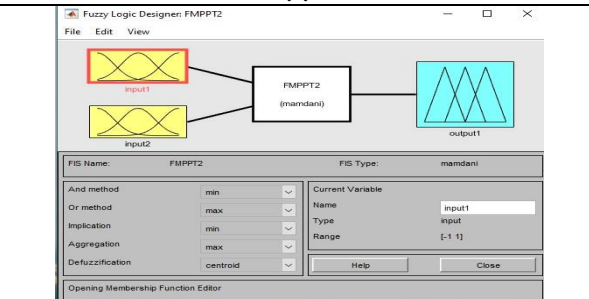 Fuzzy Logic Designer: FMPPT2
File Edit View
FMPPT2
(mamdani)
input1
output1
input2
FIS Name: FMPPT2 FIS Type: mamdani
And method min
Or method max
Implication min
Aggregation max
Defuzzification centroid
Current Variable
Name input1
Type input
Range [-1 1]
Help Close
Opening Membership Function Editor